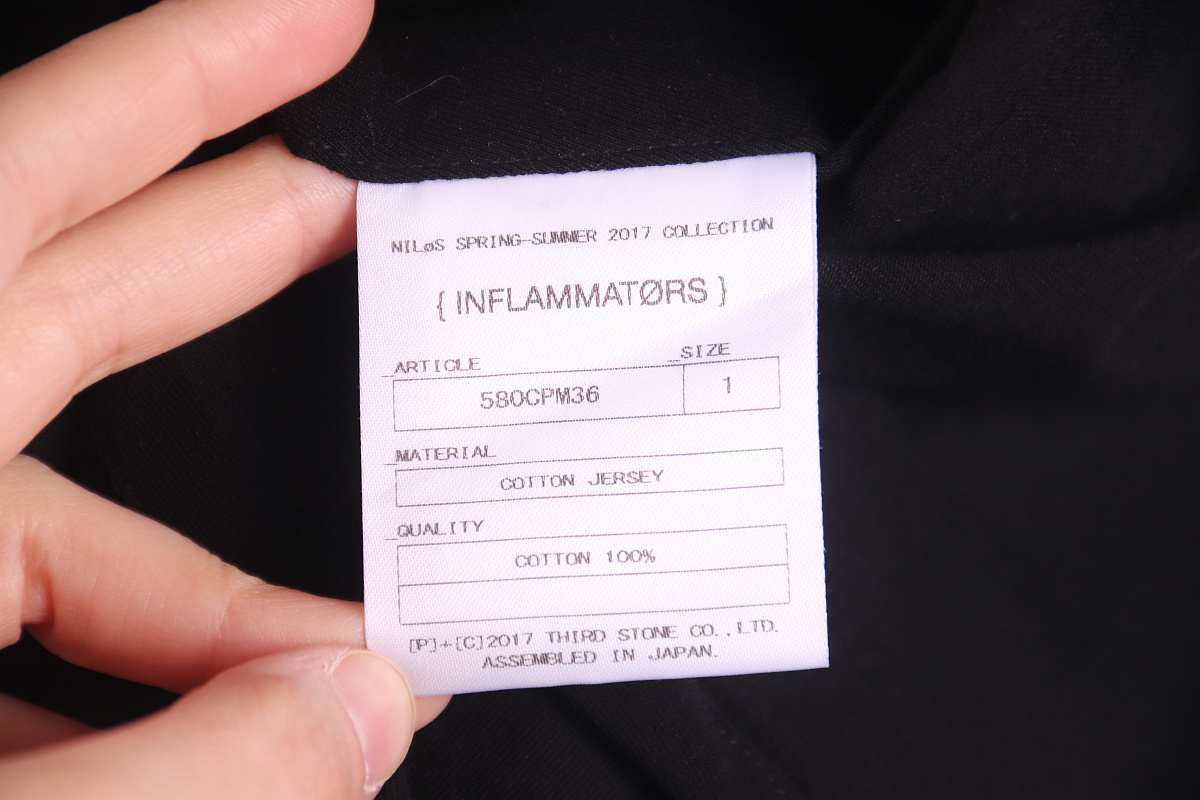 NILøS SPRING-SUMMER 2017 COLLECTION
{ INFLAMMATØRS }
_ARTICLE _SIZE
580CPM36 1
_MATERIAL
COTTON JERSEY
_QUALITY
COTTON 100%
[P]+[C]2017 THIRD STONE CO.,LTD.
ASSEMBLED IN JAPAN.